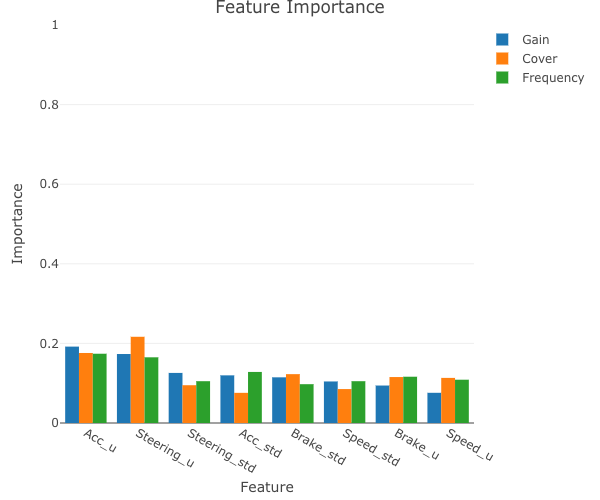 Feature Importance
1
0.8
0.6
0.4
0.2
0
Importance
Acc_u
Steering_u
Steering_std
Acc_std
Brake_std
Speed_std
Brake_u
Speed_u
Feature
Gain
Cover
Frequency